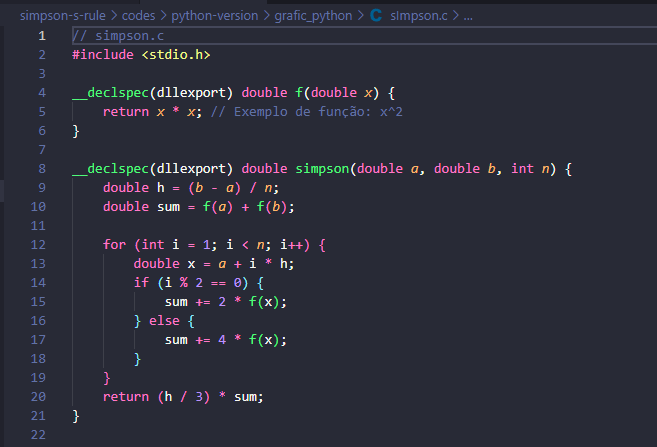 simpson-s-rule > codes > python-version > grafic_python > C sImpson.c > ...
1 // simpson.c
2 #include <stdio.h>
3
4 __declspec(dllexport) double f(double x) {
5     return x * x; // Exemplo de função: x^2
6 }
7
8 __declspec(dllexport) double simpson(double a, double b, int n) {
9     double h = (b - a) / n;
10     double sum = f(a) + f(b);
11
12     for (int i = 1; i < n; i++) {
13         double x = a + i * h;
14         if (i % 2 == 0) {
15             sum += 2 * f(x);
16         } else {
17             sum += 4 * f(x);
18         }
19     }
20     return (h / 3) * sum;
21 }
22